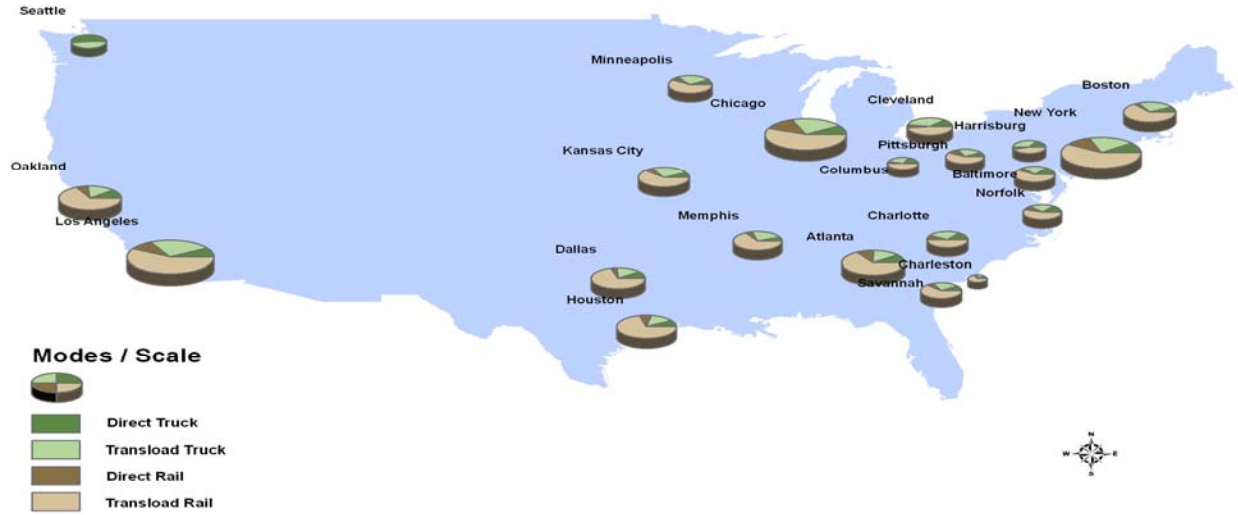 Seattle
Minneapolis
Chicago
Cleveland
Boston
New York
Harrisburg
Pittsburgh
Kansas City
Columbus
Baltimore
Oakland
Norfolk
Los Angeles
Memphis
Charlotte
Atlanta
Dallas
Charleston
Savannah
Houston
Modes / Scale
Direct Truck
Transload Truck
Direct Rail
Transload Rail
N
W E
S